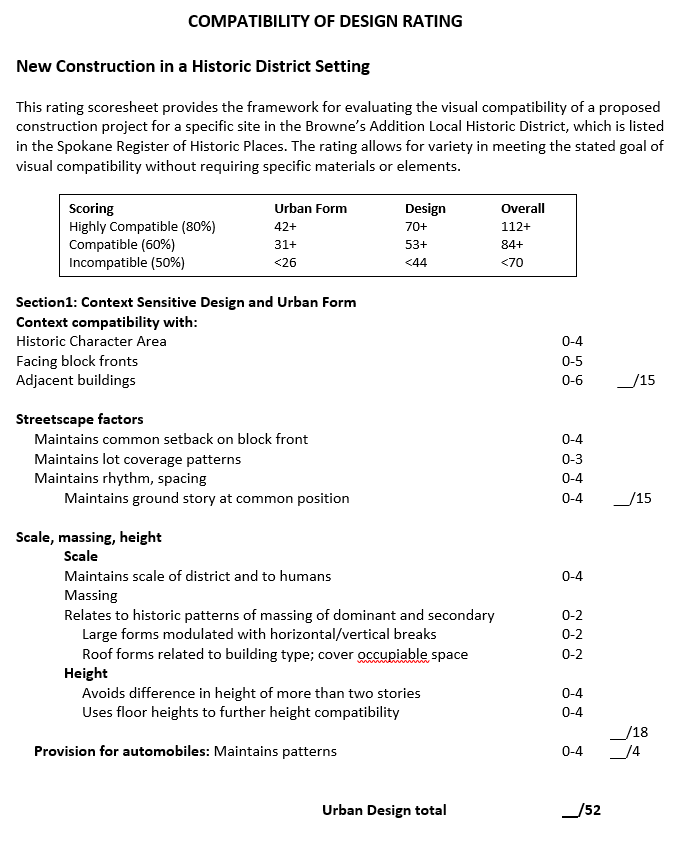 COMPATIBILITY OF DESIGN RATING
New Construction in a Historic District Setting
This rating scoresheet provides the framework for evaluating the visual compatibility of a proposed
construction project for a specific site in the Browne’s Addition Local Historic District, which is listed
in the Spokane Register of Historic Places. The rating allows for variety in meeting the stated goal of
visual compatibility without requiring specific materials or elements.
Scoring Urban Form Design Overall
Highly Compatible (80%) 42+ 70+ 112+
Compatible (60%) 31+ 53+ 84+
Incompatible (50%) <26 <44 <70
Section1: Context Sensitive Design and Urban Form
Context compatibility with:
Historic Character Area 0-4
Facing block fronts 0-5
Adjacent buildings 0-6 __/15
Streetscape factors
Maintains common setback on block front 0-4
Maintains lot coverage patterns 0-3
Maintains rhythm, spacing 0-4
Maintains ground story at common position 0-4 __/15
Scale, massing, height
Scale
Maintains scale of district and to humans 0-4
Massing
Relates to historic patterns of massing of dominant and secondary 0-2
Large forms modulated with horizontal/vertical breaks 0-2
Roof forms related to building type; cover occupiable space 0-2
Height
Avoids difference in height of more than two stories 0-4
Uses floor heights to further height compatibility 0-4
__/18
Provision for automobiles: Maintains patterns 0-4 __/4
Urban Design total __/52